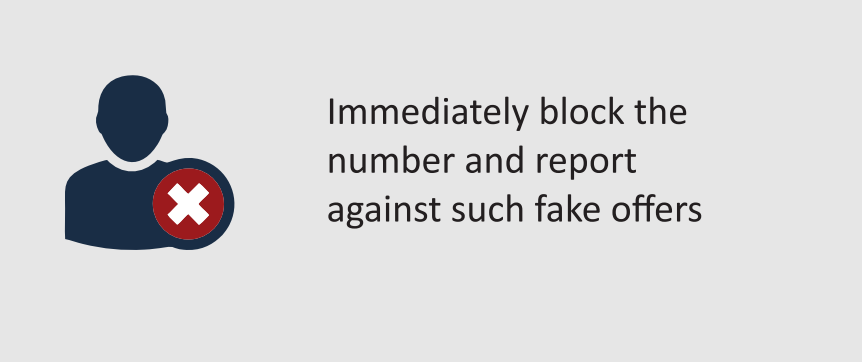 Immediately block the
number and report
against such fake offers